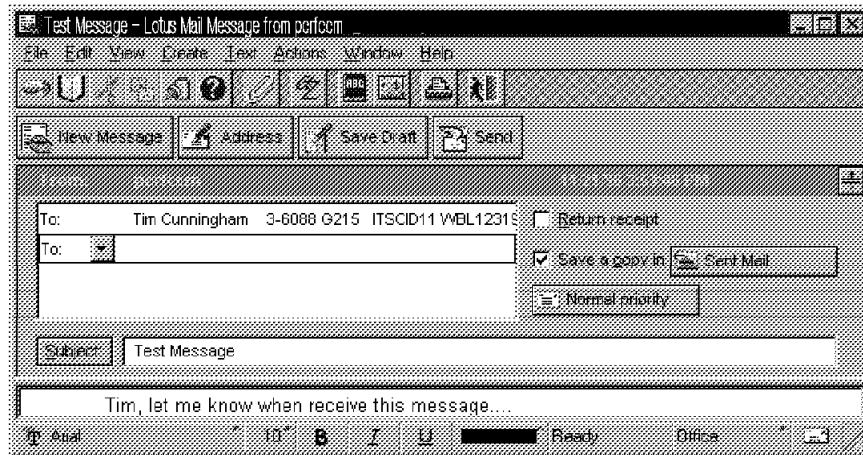 Test Message – Lotus Mail Message from perfcom
File Edit View Create Text Actions Window Help
New Message Address Save Draft Send
To: Tim Cunningham 3-6088 G215 ITSCID11 WBL1231S
Return receipt
To:
Save a copy in Sent Mail
Normal priority
Subject: Test Message
Tim, let me know when receive this message....
Arial 10 B I U Ready Office